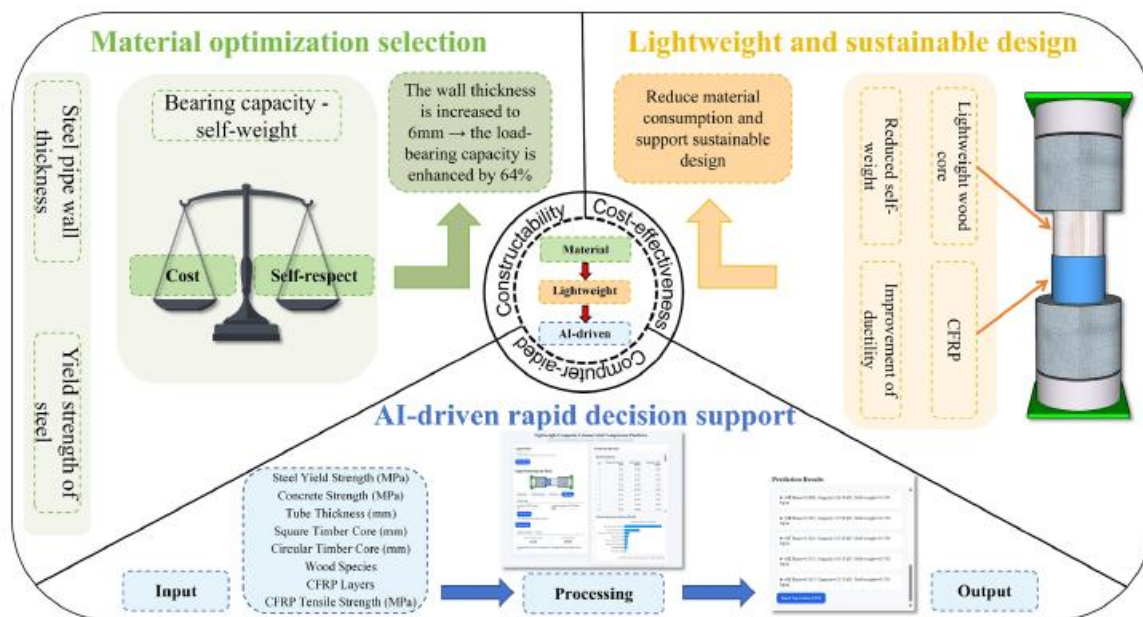 Material optimization selection
Steel pipe wall
thickness
Yield strength of
steel
Bearing capacity -
self-weight
Cost
Self-respect
The wall thickness
is increased to
6mm → the load-
bearing capacity is
enhanced by 64%
Lightweight and sustainable design
Reduce material
consumption and
support sustainable
design
Reduced self-
weight
Lightweight wood
core
Improvement of
ductility
CFRP
Constructability
Cost-effectiveness
Computer-aided
Material
Lightweight
AI-driven
AI-driven rapid decision support
Input
Steel Yield Strength (MPa)
Concrete Strength (MPa)
Tube Thickness (mm)
Square Timber Core (mm)
Circular Timber Core (mm)
Wood Species
CFRP Layers
CFRP Tensile Strength (MPa)
Processing
Prediction Results
Output